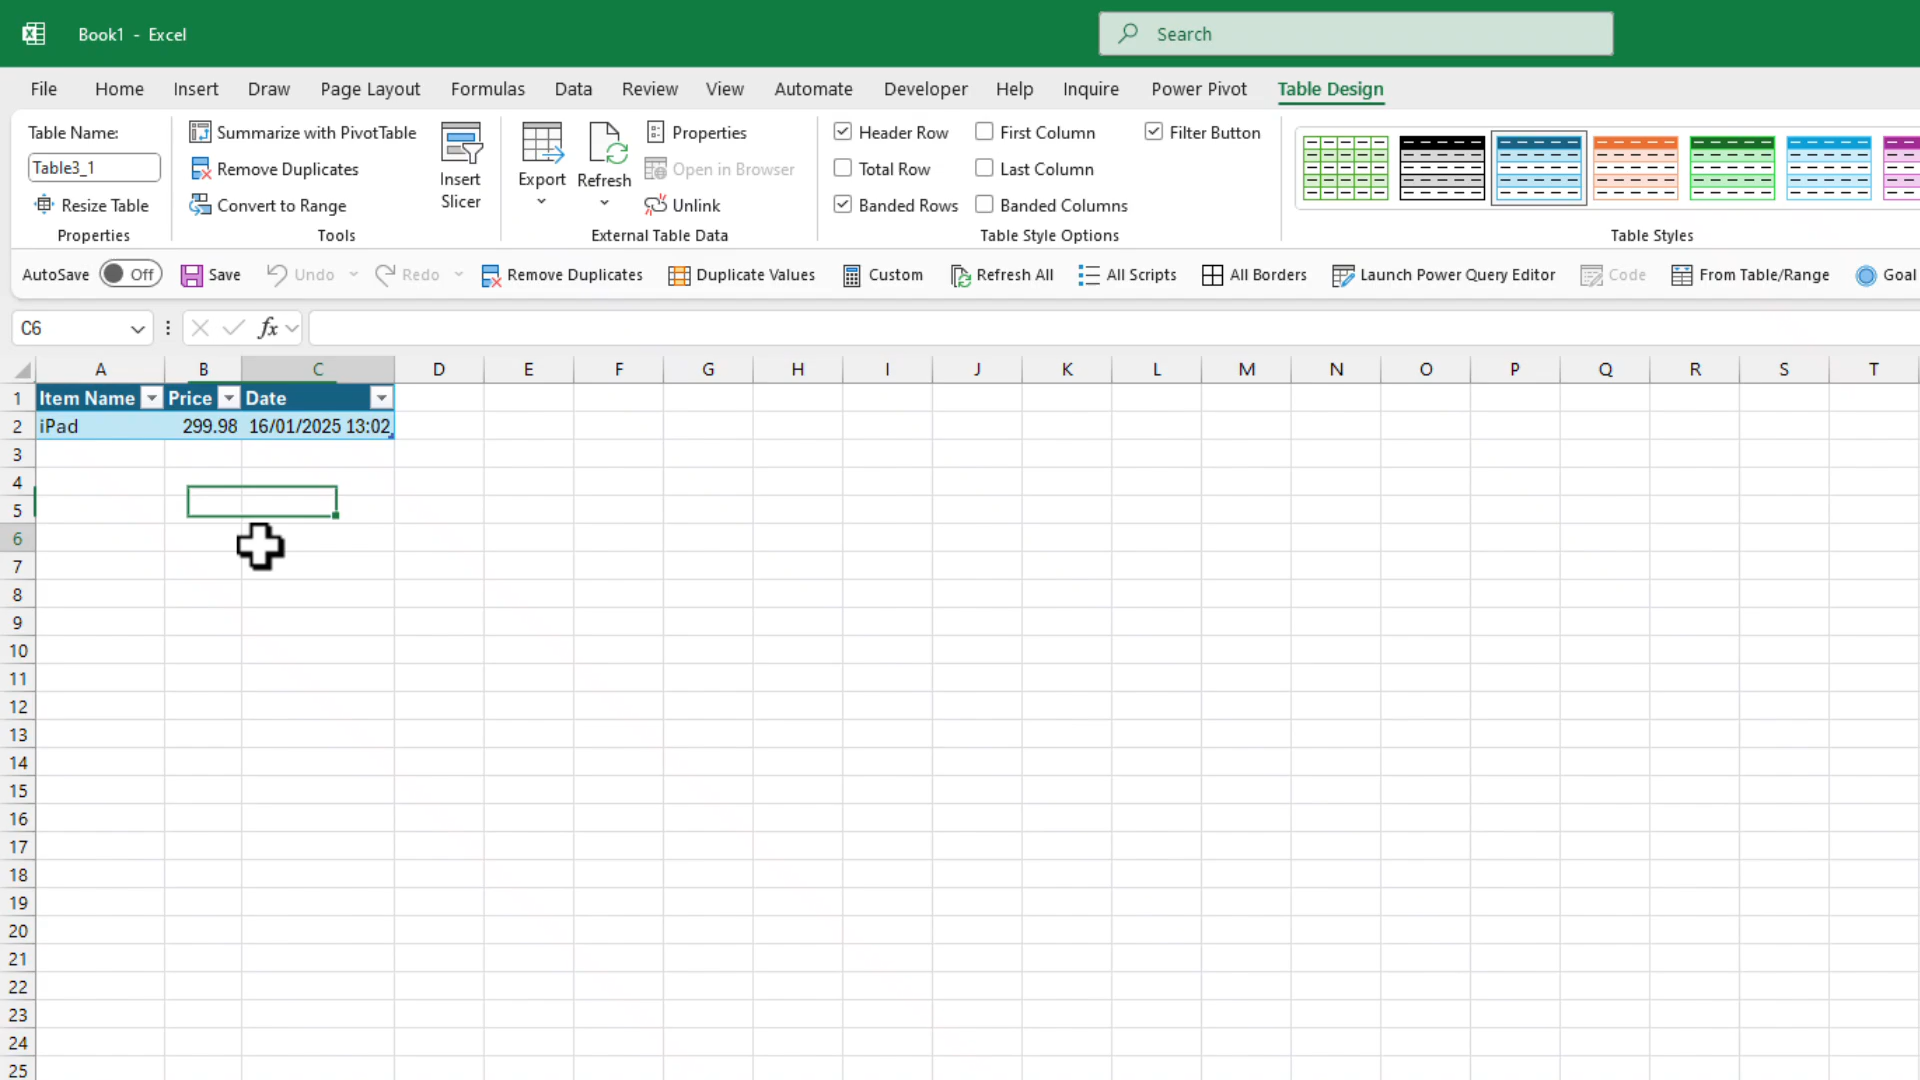 Book1 - Excel
Search
File Home Insert Draw Page Layout Formulas Data Review View Automate Developer Help Inquire Power Pivot Table Design
Table Name:
Table3_1
Resize Table
Properties
Summarize with PivotTable
Remove Duplicates
Convert to Range
Tools
Insert
Slicer
Export
Refresh
Properties
Open in Browser
Unlink
External Table Data
Header Row
Total Row
Banded Rows
First Column
Last Column
Banded Columns
Filter Button
Table Style Options
Table Styles
AutoSave Off Save Undo Redo Remove Duplicates Duplicate Values Custom Refresh All All Scripts All Borders Launch Power Query Editor Code From Table/Range Goal
C6 fx
A B C D E F G H I J K L M N O P Q R S T
1 Item Name Price Date
2 iPad 299.98 16/01/2025 13:02
3
4
5
6
7
8
9
10
11
12
13
14
15
16
17
18
19
20
21
22
23
24
25